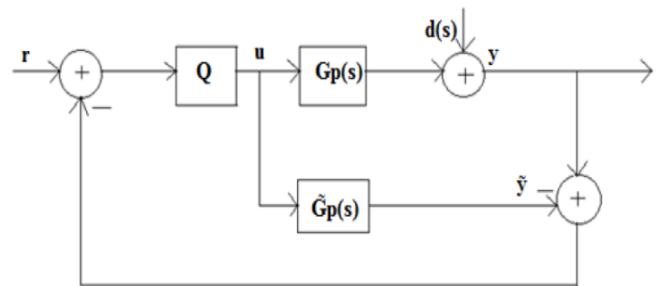 d(s)
r
+
Q
u
Gp(s)
+
y
−
G̃p(s)
ỹ
−
+